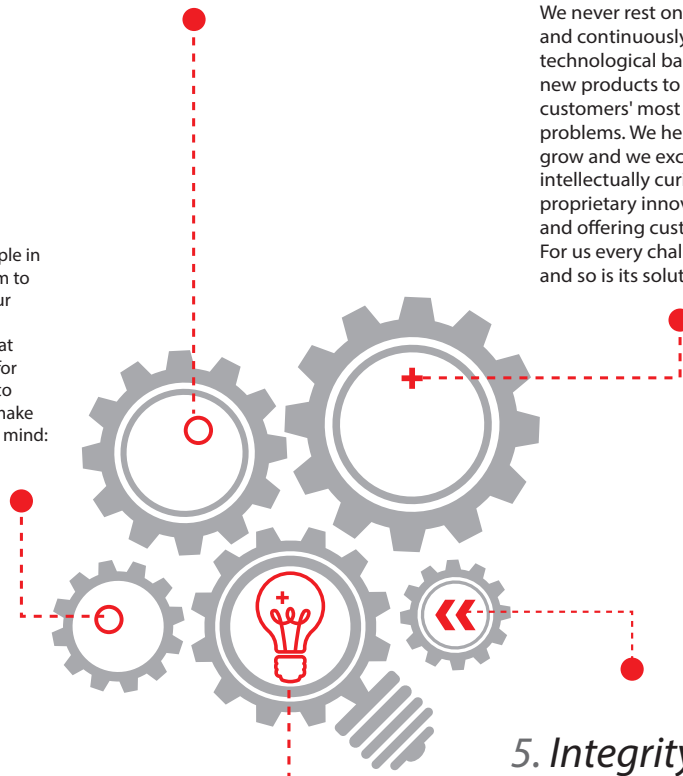 We never rest on
and continuously
technological ba
new products to
customers' most
problems. We he
grow and we exc
intellectually curi
proprietary innov
and offering cust
For us every chal
and so is its solut
ple in
m to
ur
at
for
to
make
mind:
5. Integrity